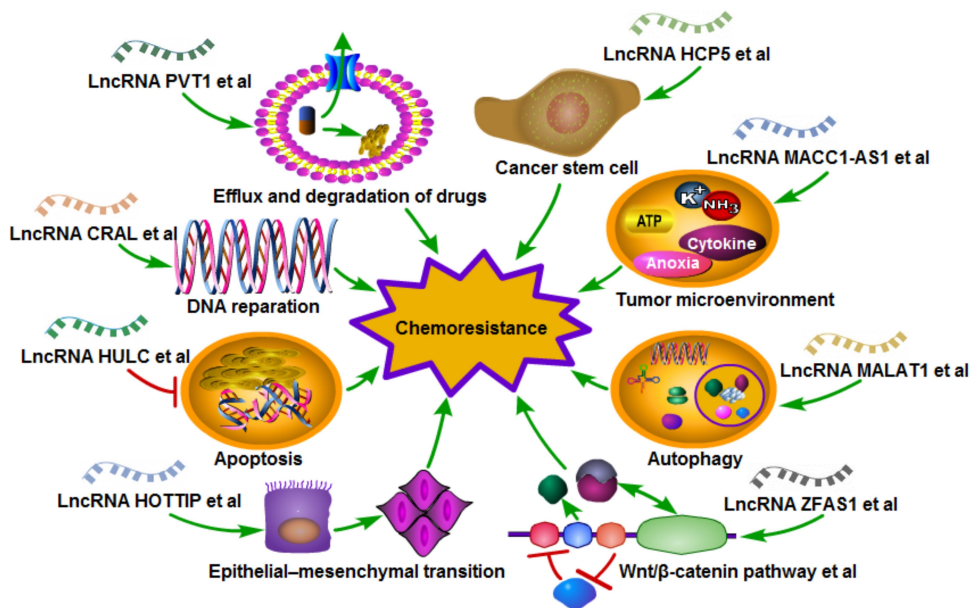 LncRNA PVT1 et al
LncRNA HCP5 et al
Efflux and degradation of drugs
Cancer stem cell
LncRNA MACC1-AS1 et al
K+
NH3
ATP
Cytokine
Anoxia
Tumor microenvironment
LncRNA CRAL et al
DNA reparation
Chemoresistance
LncRNA HULC et al
Apoptosis
LncRNA MALAT1 et al
Autophagy
LncRNA HOTTIP et al
Epithelial–mesenchymal transition
LncRNA ZFAS1 et al
Wnt/β-catenin pathway et al